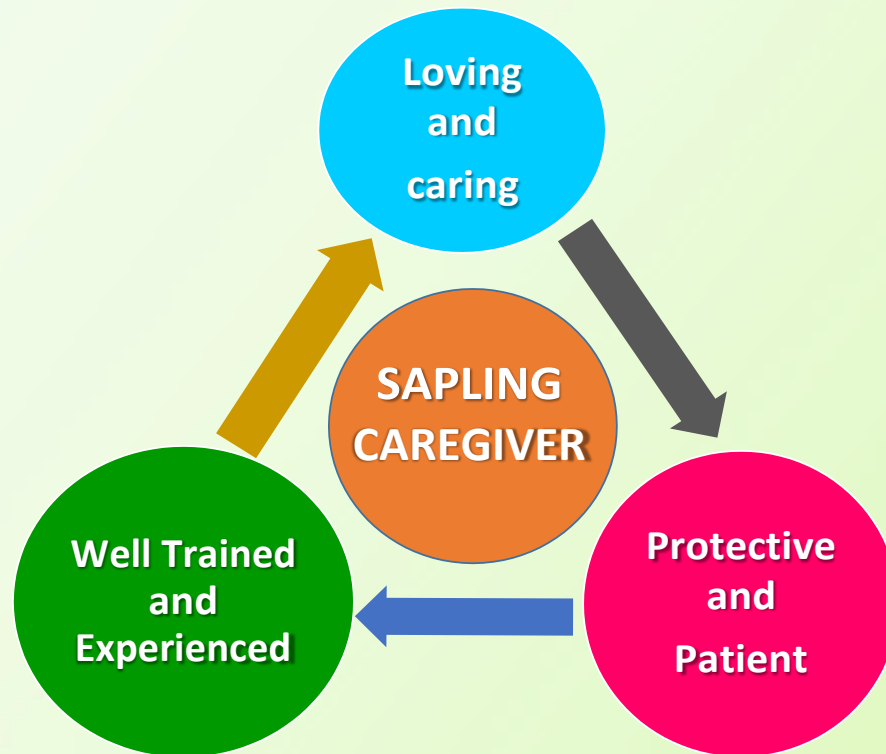 Loving
and
caring
SAPLING
CAREGIVER
Well Trained
and
Experienced
Protective
and
Patient